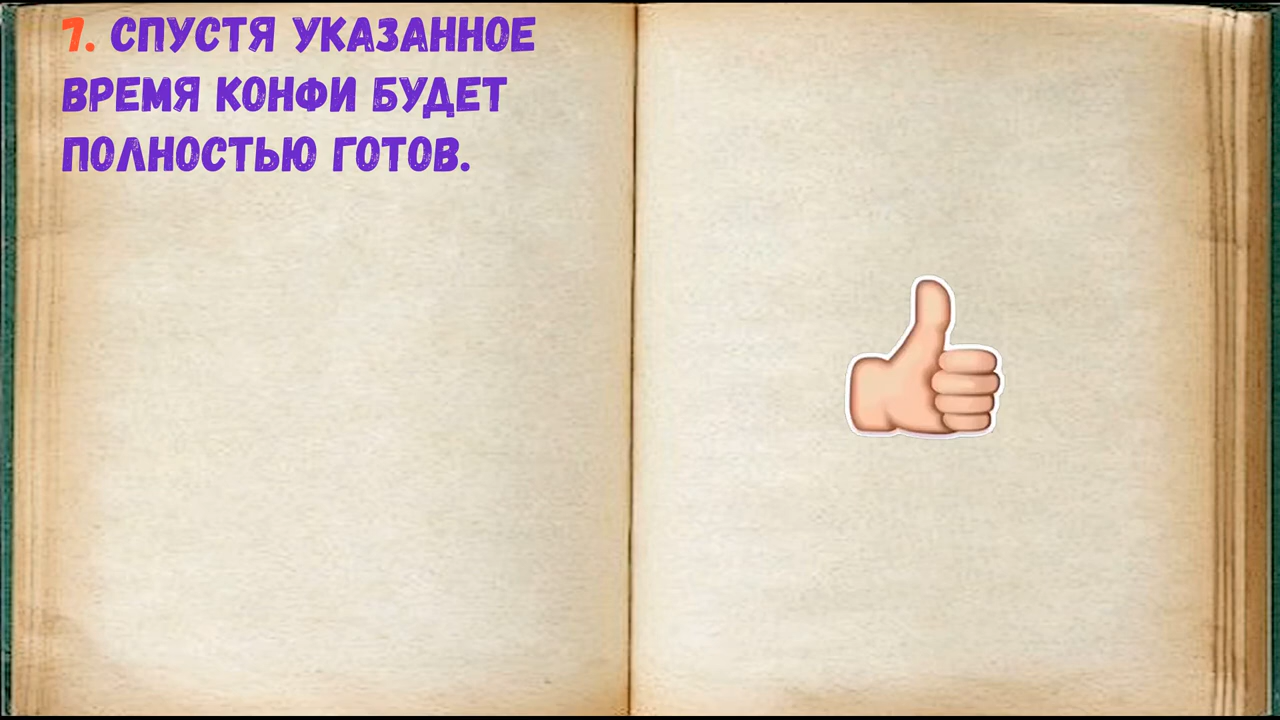 7. СПУСТЯ УКАЗАННОЕ
ВРЕМЯ КОНФИ БУДЕТ
ПОЛНОСТЬЮ ГОТОВ.